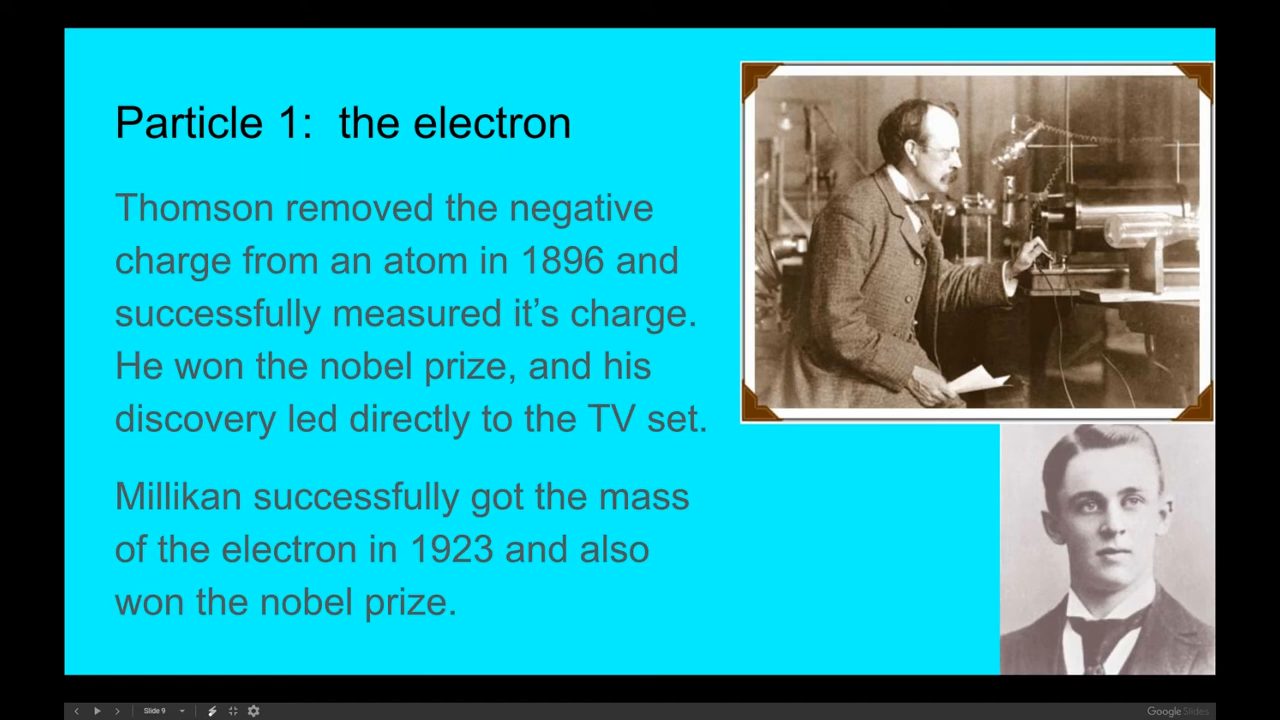 Particle 1: the electron
Thomson removed the negative
charge from an atom in 1896 and
successfully measured it’s charge.
He won the nobel prize, and his
discovery led directly to the TV set.
Millikan successfully got the mass
of the electron in 1923 and also
won the nobel prize.
Slide 9
Google Slides